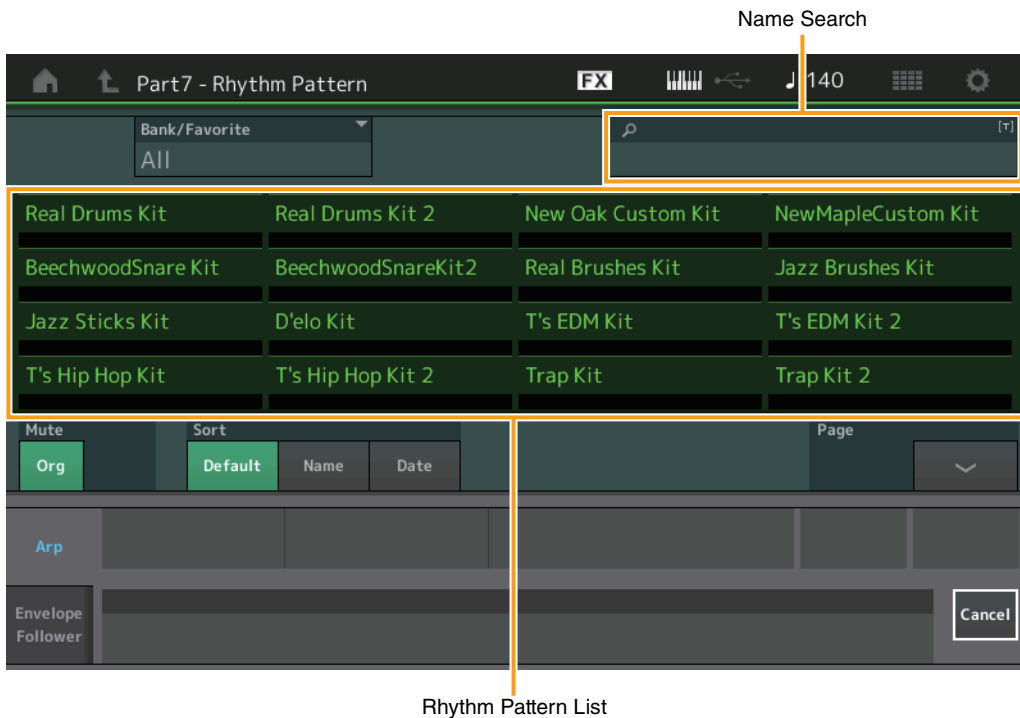 Name Search
Part7 - Rhythm Pattern FX ♩ 140
Bank/Favorite [T]
All
Real Drums Kit Real Drums Kit 2 New Oak Custom Kit NewMapleCustom Kit
BeechwoodSnare Kit BeechwoodSnareKit2 Real Brushes Kit Jazz Brushes Kit
Jazz Sticks Kit D'elo Kit T's EDM Kit T's EDM Kit 2
T's Hip Hop Kit T's Hip Hop Kit 2 Trap Kit Trap Kit 2
Mute Sort Page
Org Default Name Date
Arp
Envelope
Follower
Cancel
Rhythm Pattern List